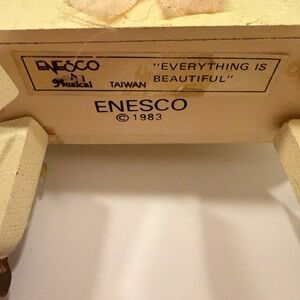 ENESCO
Musical TAIWAN
"EVERYTHING IS
BEAUTIFUL"
ENESCO
© 1983